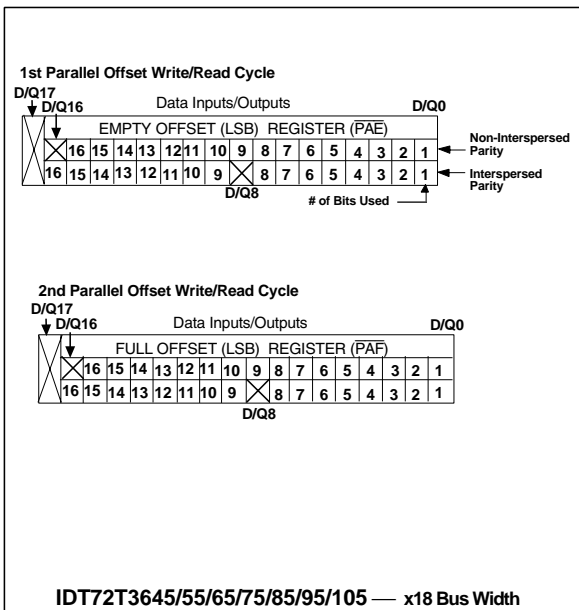 1st Parallel Offset Write/Read Cycle
D/Q17
D/Q16 Data Inputs/Outputs D/Q0
EMPTY OFFSET (LSB) REGISTER (PAE)
16 15 14 13 12 11 10 9 8 7 6 5 4 3 2 1 Non-Interspersed Parity
16 15 14 13 12 11 10 9 8 7 6 5 4 3 2 1 Interspersed Parity
D/Q8
# of Bits Used
2nd Parallel Offset Write/Read Cycle
D/Q17
D/Q16 Data Inputs/Outputs D/Q0
FULL OFFSET (LSB) REGISTER (PAF)
16 15 14 13 12 11 10 9 8 7 6 5 4 3 2 1
16 15 14 13 12 11 10 9 8 7 6 5 4 3 2 1
D/Q8
IDT72T3645/55/65/75/85/95/105 — x18 Bus Width